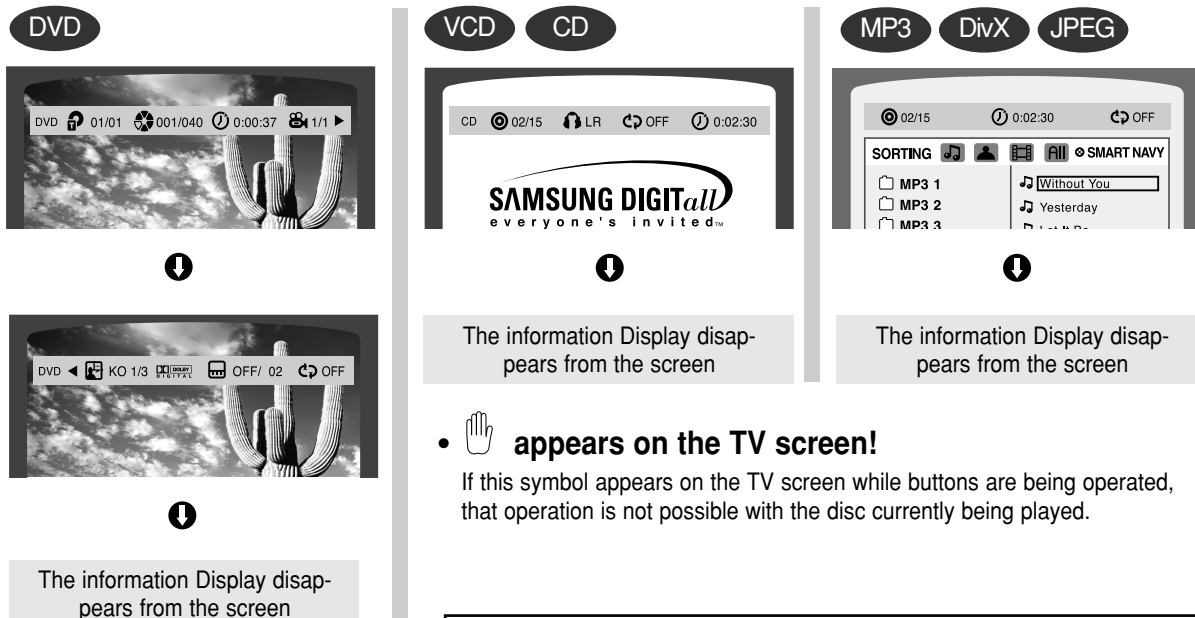 DVD
DVD 01/01 001/040 0:00:37 1/1
DVD KO 1/3 DOLBY DIGITAL OFF/ 02 OFF
The information Display disap-
pears from the screen
VCD CD
CD 02/15 LR OFF 0:02:30
SAMSUNG DIGITall
everyone's invited™
The information Display disap-
pears from the screen
MP3 DivX JPEG
02/15 0:02:30 OFF
SORTING All SMART NAVY
MP3 1 Without You
MP3 2 Yesterday
MP3 3
The information Display disap-
pears from the screen
• appears on the TV screen!
If this symbol appears on the TV screen while buttons are being operated,
that operation is not possible with the disc currently being played.